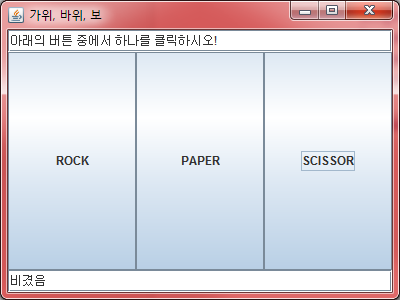 가위, 바위, 보
아래의 버튼 중에서 하나를 클릭하시오!
ROCK PAPER SCISSOR
비겼음